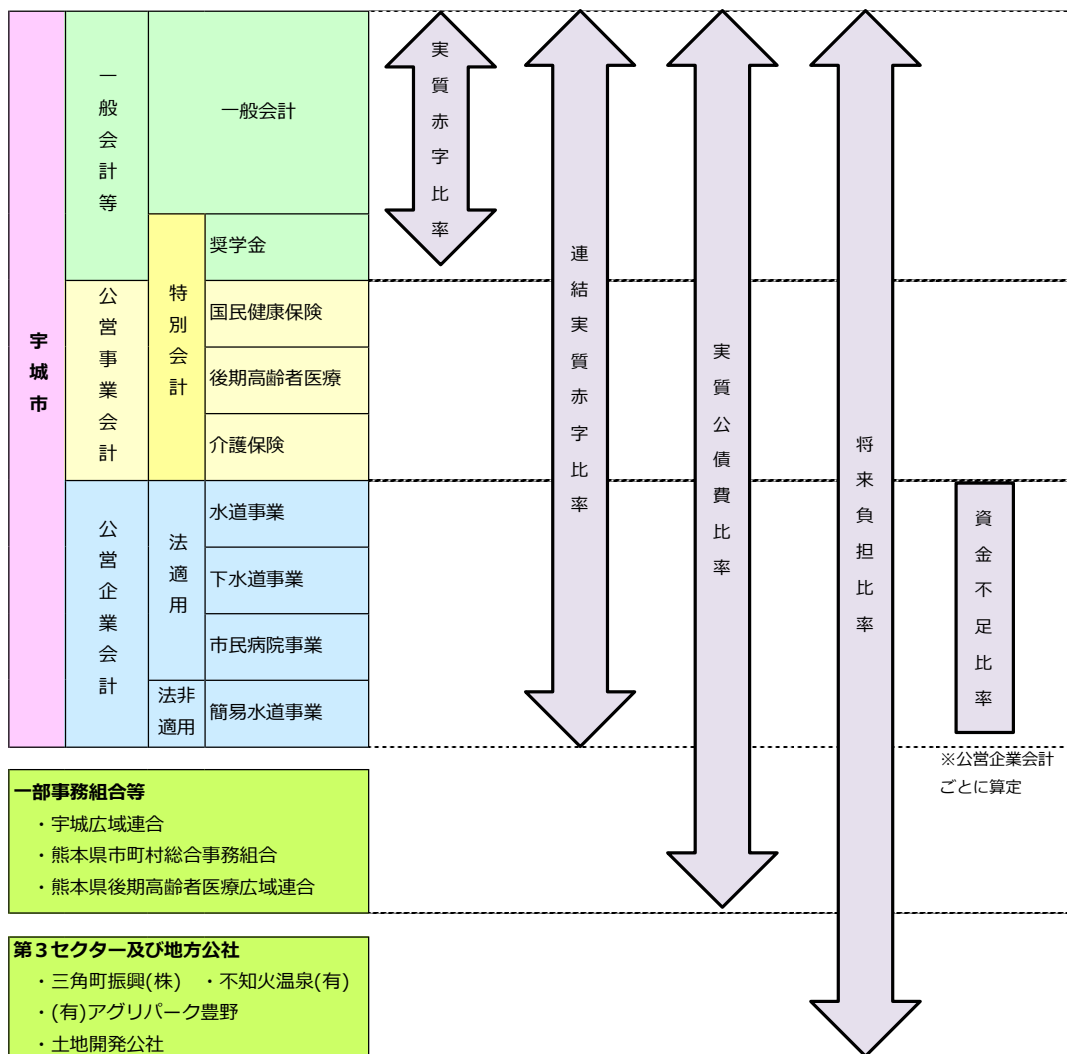 宇城市
一般会計等
一般会計
特別会計
奨学金
公営事業会計
国民健康保険
後期高齢者医療
介護保険
公営企業会計
法適用
水道事業
下水道事業
市民病院事業
法非
適用
簡易水道事業
実質赤字比率
連結実質赤字比率
実質公債費比率
将来負担比率
資金不足比率
※公営企業会計
ごとに算定
一部事務組合等
・宇城広域連合
・熊本県市町村総合事務組合
・熊本県後期高齢者医療広域連合
第3セクター及び地方公社
・三角町振興(株) ・不知火温泉(有)
・(有)アグリパーク豊野
・土地開発公社